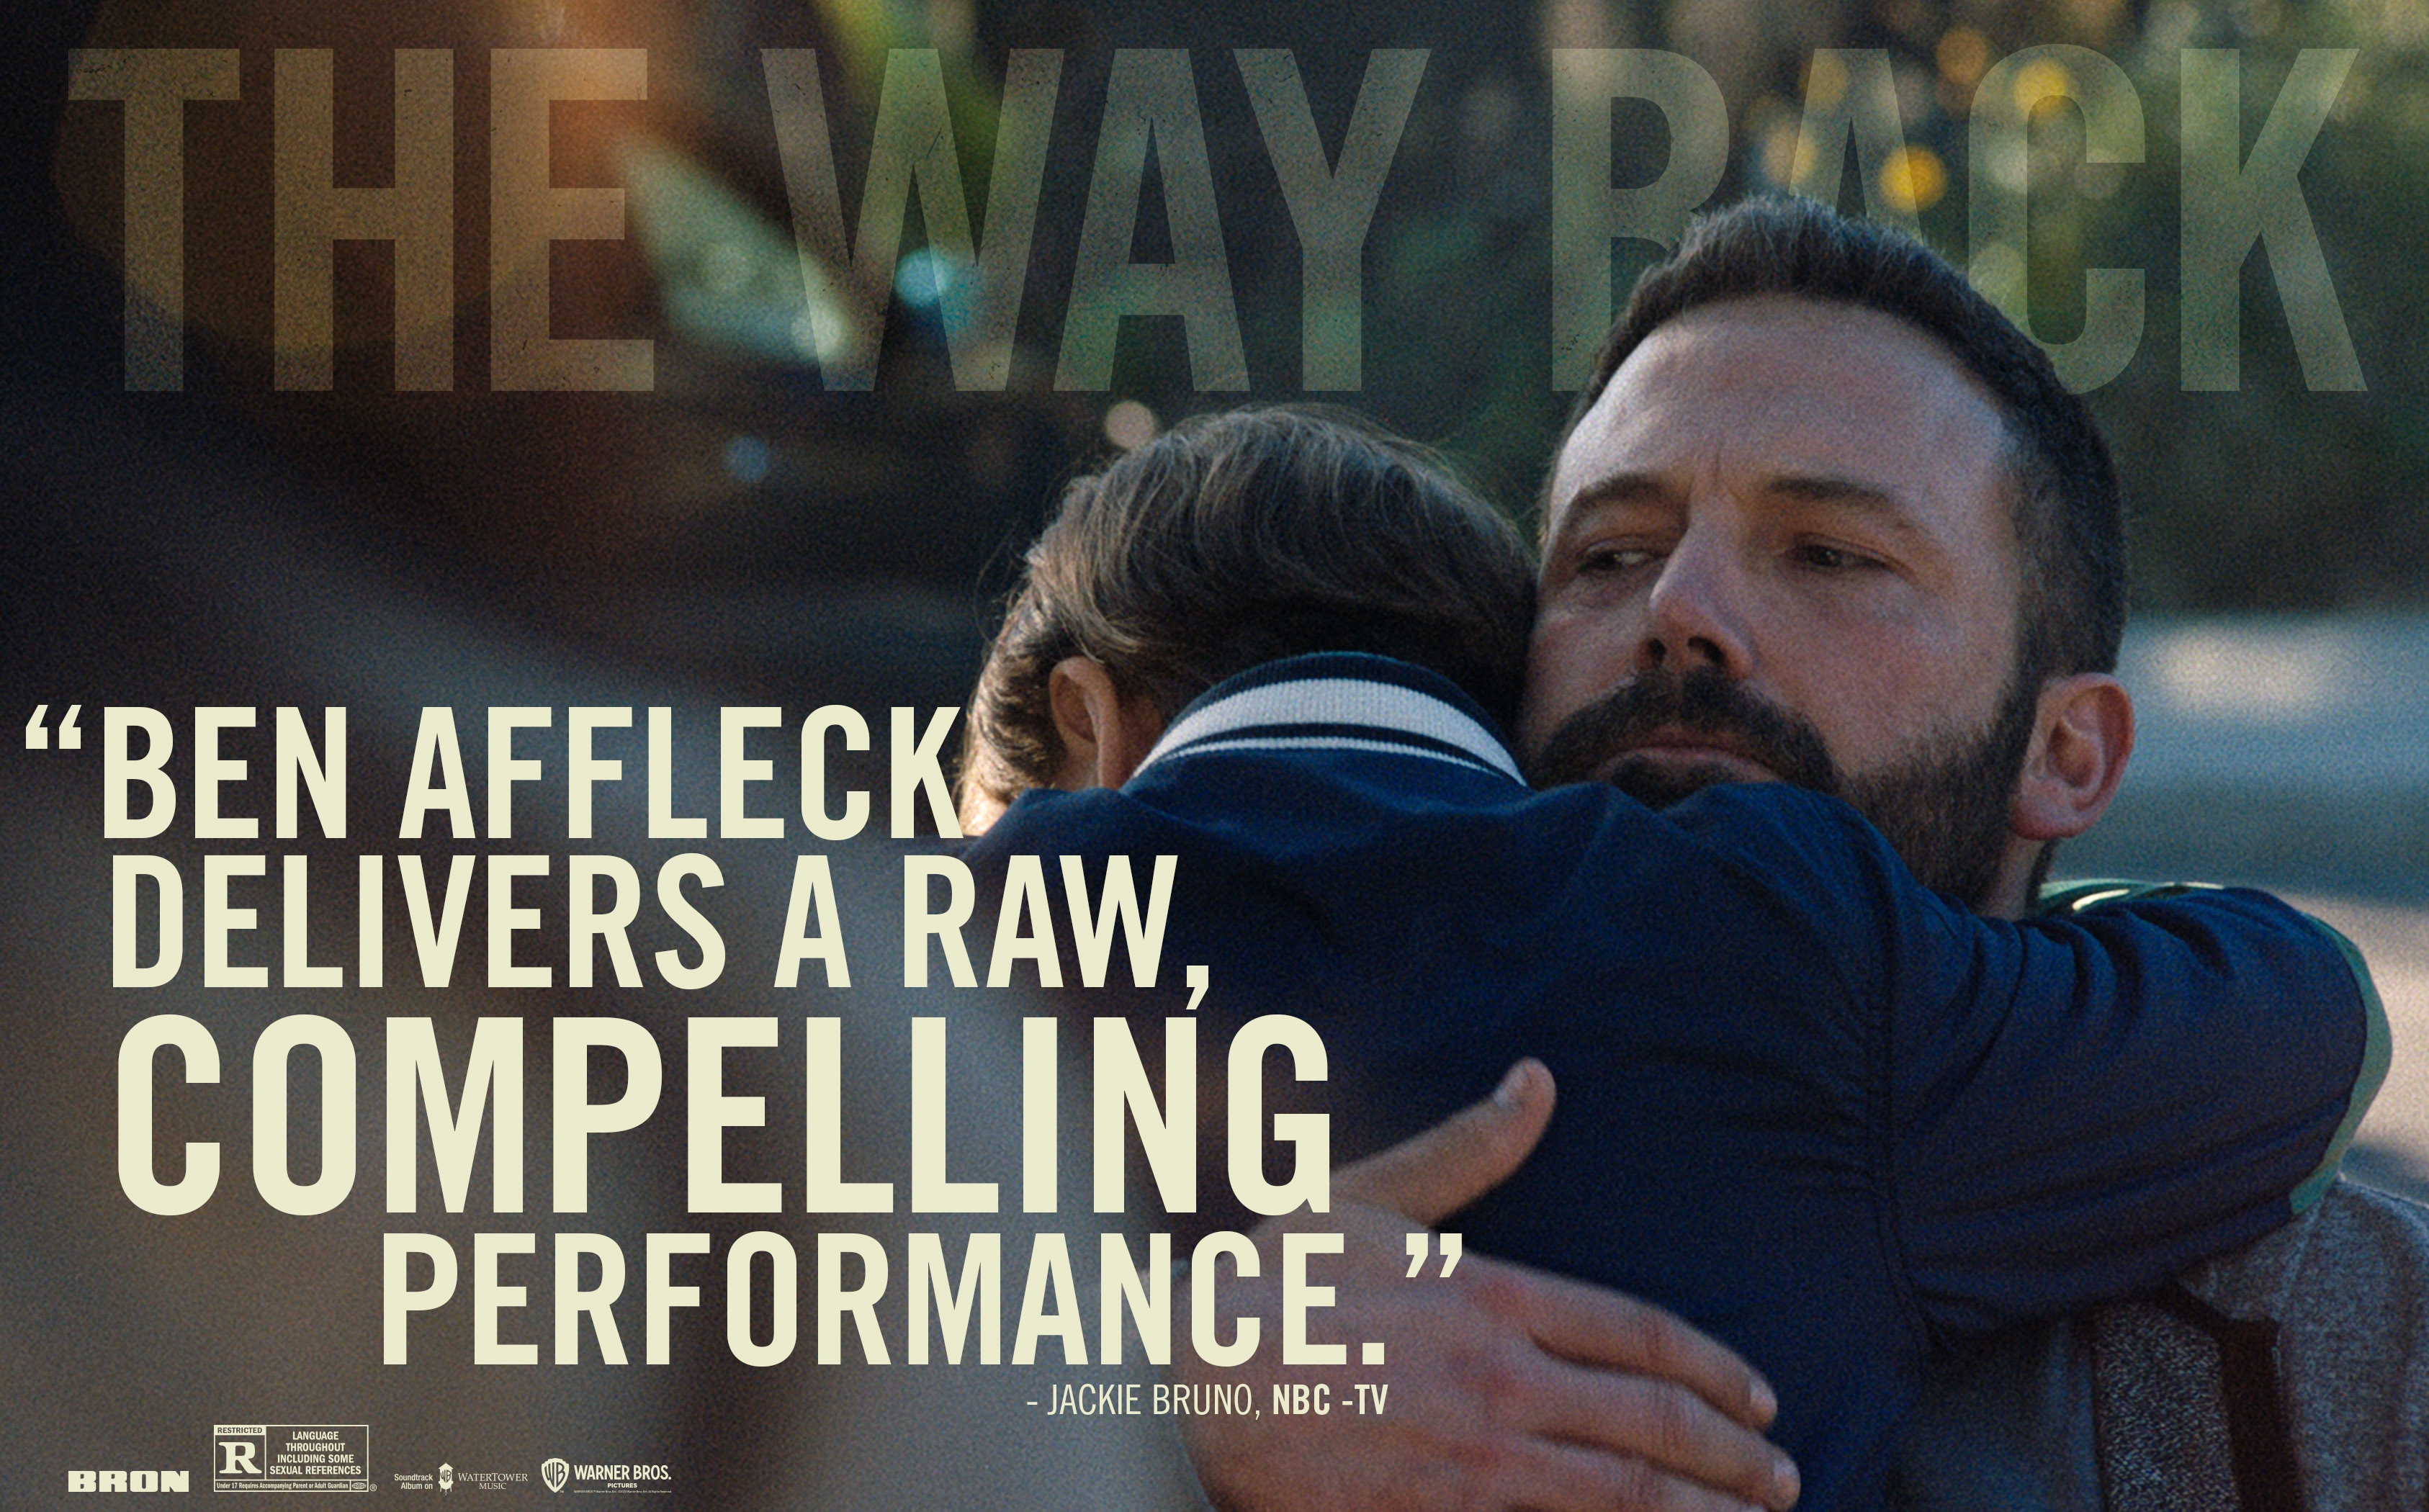 THE WAY BACK
“BEN AFFLECK
DELIVERS A RAW,
COMPELLING
PERFORMANCE.”
- JACKIE BRUNO, NBC -TV
BRON
RESTRICTED
R
LANGUAGE
THROUGHOUT
INCLUDING SOME
SEXUAL REFERENCES
Under 17 Requires Accompanying Parent or Adult Guardian
®
Soundtrack
Album on
WATERTOWER
MUSIC
WB
WARNER BROS.
PICTURES